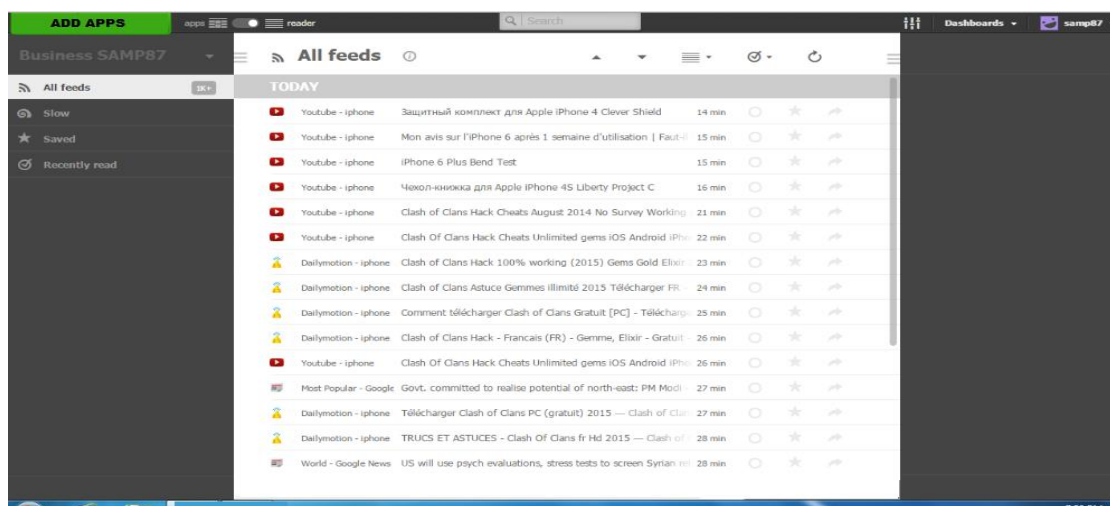 ADD APPS apps reader Search Dashboards samp87
Business SAMP87
All feeds 1K+
Slow
Saved
Recently read
All feeds
TODAY
Youtube - iphone Защитный комплект для Apple iPhone 4 Clever Shield 14 min
Youtube - iphone Mon avis sur l'iPhone 6 après 1 semaine d'utilisation | Faut-il 15 min
Youtube - iphone iPhone 6 Plus Bend Test 15 min
Youtube - iphone Чехол-книжка для Apple iPhone 4S Liberty Project C 16 min
Youtube - iphone Clash of Clans Hack Cheats August 2014 No Survey Working 21 min
Youtube - iphone Clash Of Clans Hack Cheats Unlimited gems iOS Android iPho 22 min
Dailymotion - iphone Clash of Clans Hack 100% working (2015) Gems Gold Elixir 23 min
Dailymotion - iphone Clash of Clans Astuce Gemmes illimité 2015 Télécharger FR - 24 min
Dailymotion - iphone Comment télécharger Clash of Clans Gratuit [PC] - Télécharge 25 min
Dailymotion - iphone Clash of Clans Hack - Francais (FR) - Gemme, Elixir - Gratuit - 26 min
Youtube - iphone Clash Of Clans Hack Cheats Unlimited gems iOS Android iPho 26 min
Most Popular - Google Govt. committed to realise potential of north-east: PM Modi - 27 min
Dailymotion - iphone Télécharger Clash of Clans PC (gratuit) 2015 — Clash of Clan 27 min
Dailymotion - iphone TRUCS ET ASTUCES - Clash Of Clans fr Hd 2015 — Clash of 28 min
World - Google News US will use psych evaluations, stress tests to screen Syrian 28 min